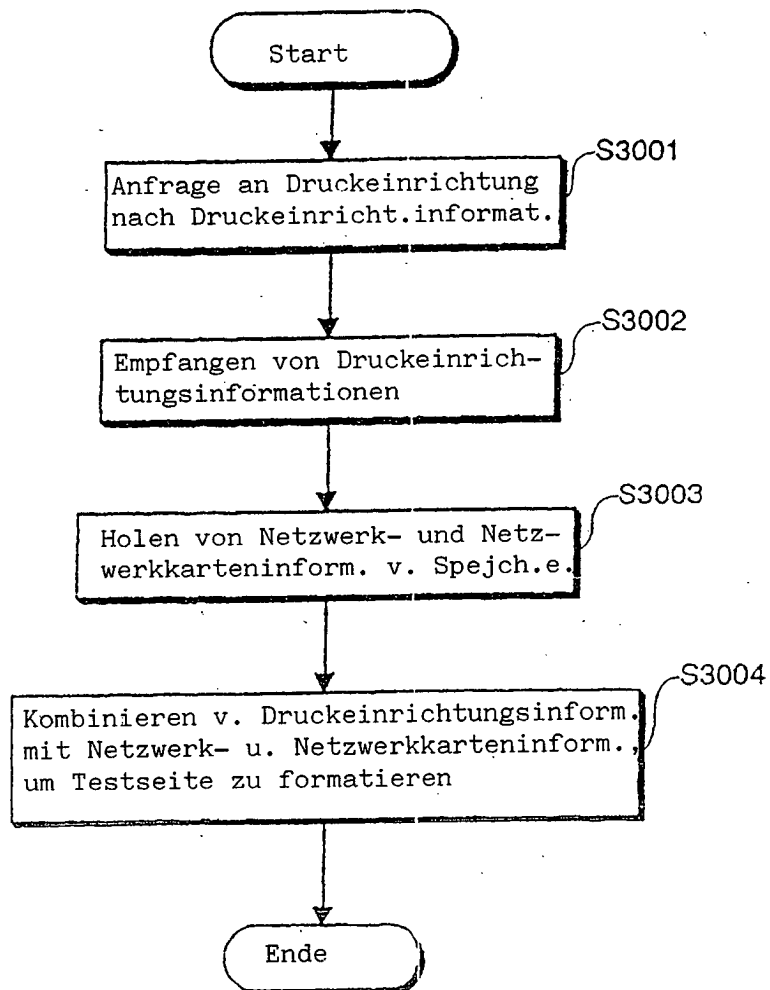 Start
S3001
Anfrage an Druckeinrichtung
nach Druckeinricht.informat.
S3002
Empfangen von Druckeinrich-
tungsinformationen
S3003
Holen von Netzwerk- und Netz-
werkkarteninform. v. Spejch.e.
S3004
Kombinieren v. Druckeinrichtungsinform.
mit Netzwerk- u. Netzwerkkarteninform.,
um Testseite zu formatieren
Ende